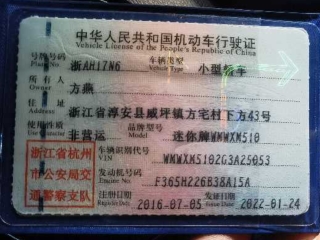 中华人民共和国机动车行驶证
Vehicle License of the People's Republic of China
号牌号码 浙AH17N6 车辆类型 小型轿车
Plate No. Vehicle Type
所有人 方燕
Owner
住址 浙江省淳安县威坪镇方宅村下方43号
Address
使用性质 非营运 品牌型号 迷你牌WMWXM510
Use Character Model
浙江省杭州
市公安局交
通警察支队
车辆识别代号 WMWXM5102G3A25053
VIN
发动机号码 F365H226B38A15A
Engine No.
注册日期 2016-07-05 发证日期 2022-01-24
Register Date Issue Date